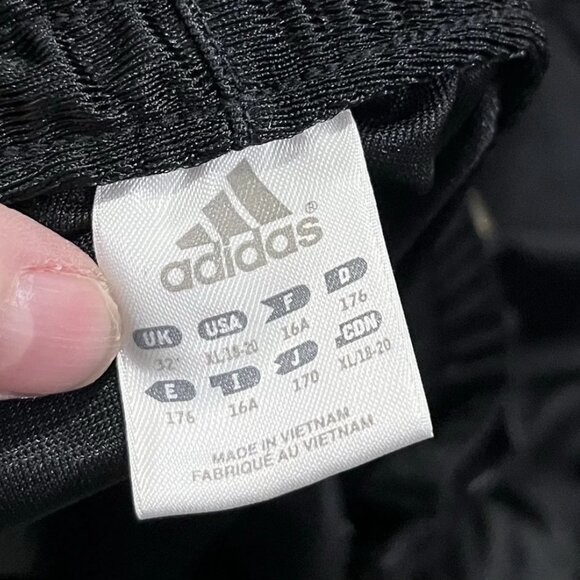 adidas®
UK USA F D
32" XL/18-20 16A 176
E I J CDN
176 16A 170 XL/18-20
MADE IN VIETNAM
FABRIQUÉ AU VIETNAM